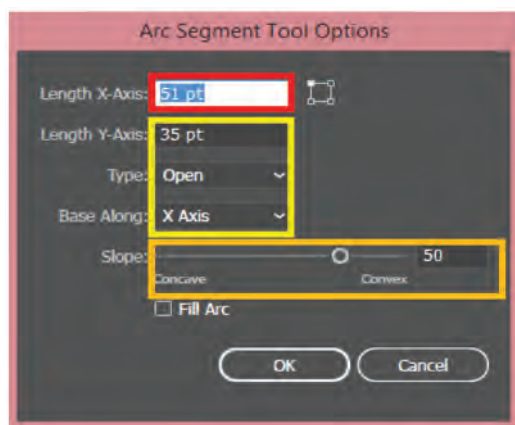 Arc Segment Tool Options
Length X-Axis: 51 pt
Length Y-Axis: 35 pt
Type: Open
Base Along: X Axis
Slope: 50
Concave Convex
Fill Arc
OK Cancel